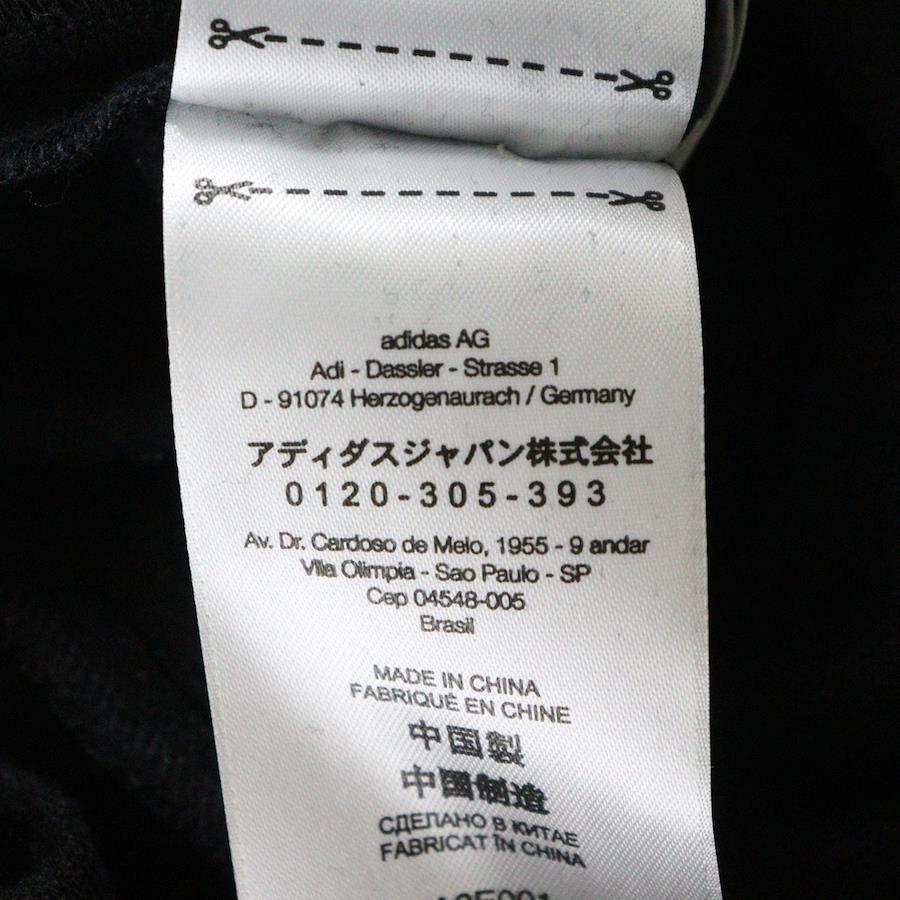 adidas AG
Adi - Dassler - Strasse 1
D - 91074 Herzogenaurach / Germany
アディダスジャパン株式会社
0120-305-393
Av. Dr. Cardoso de Melo, 1955 - 9 andar
Vila Olimpia - Sao Paulo - SP
Cep 04548-005
Brasil
MADE IN CHINA
FABRIQUÉ EN CHINE
中国製
中国制造
СДЕЛАНО В КИТАЕ
FABRICAT ÎN CHINA